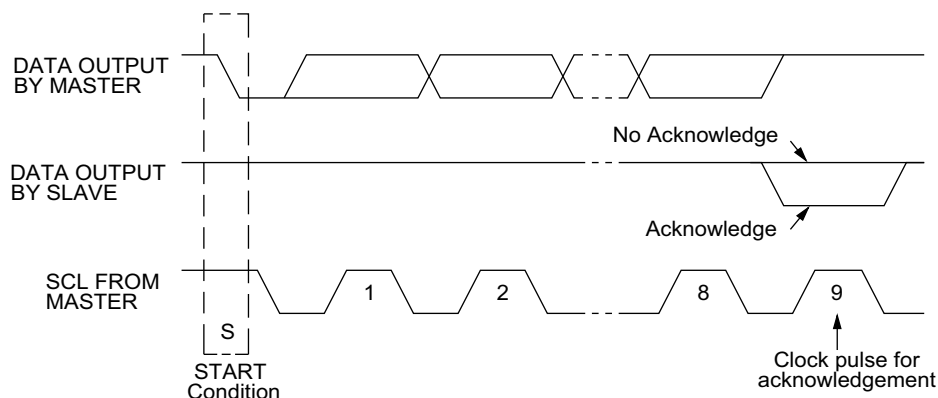 DATA OUTPUT
BY MASTER
No Acknowledge
DATA OUTPUT
BY SLAVE
Acknowledge
SCL FROM
MASTER
1
2
8
9
S
START
Condition
Clock pulse for
acknowledgement